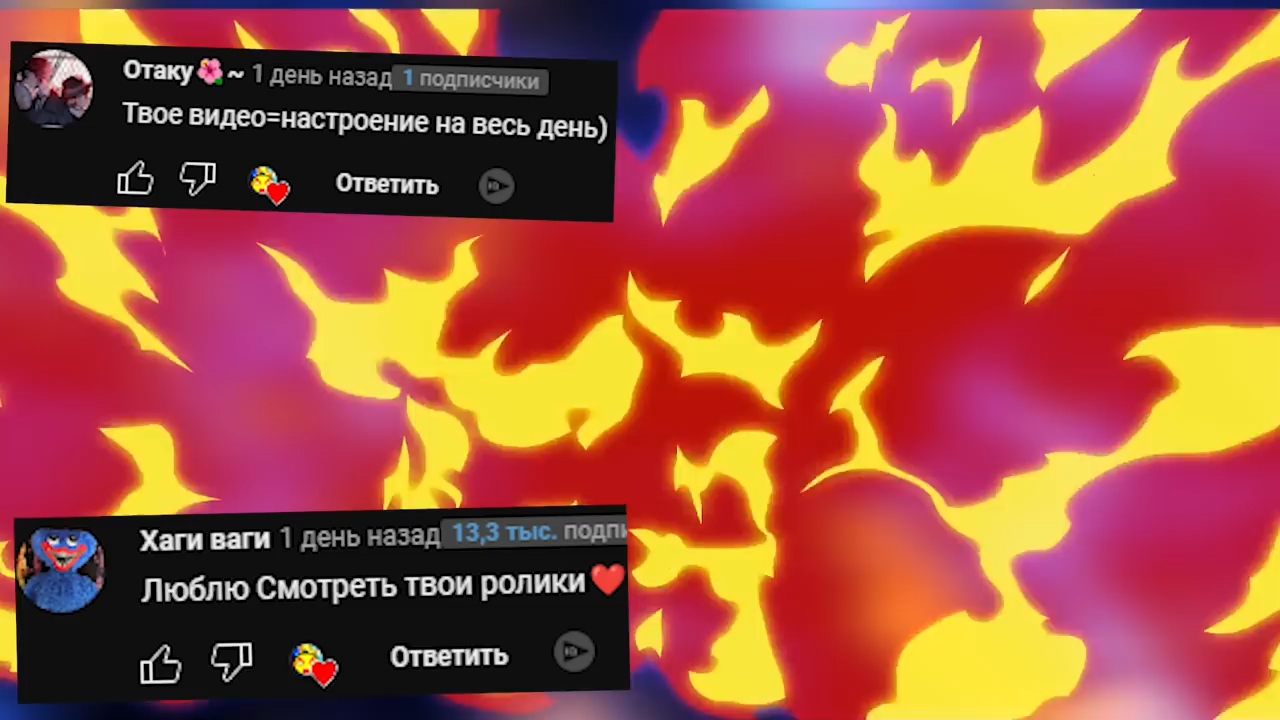 Отаку🌺~ 1 день назад 1 подписчики
Твое видео=настроение на весь день)
Ответить
Хаги ваги 1 день назад 13,3 тыс.
Люблю Смотреть твои ролики❤️
Ответить